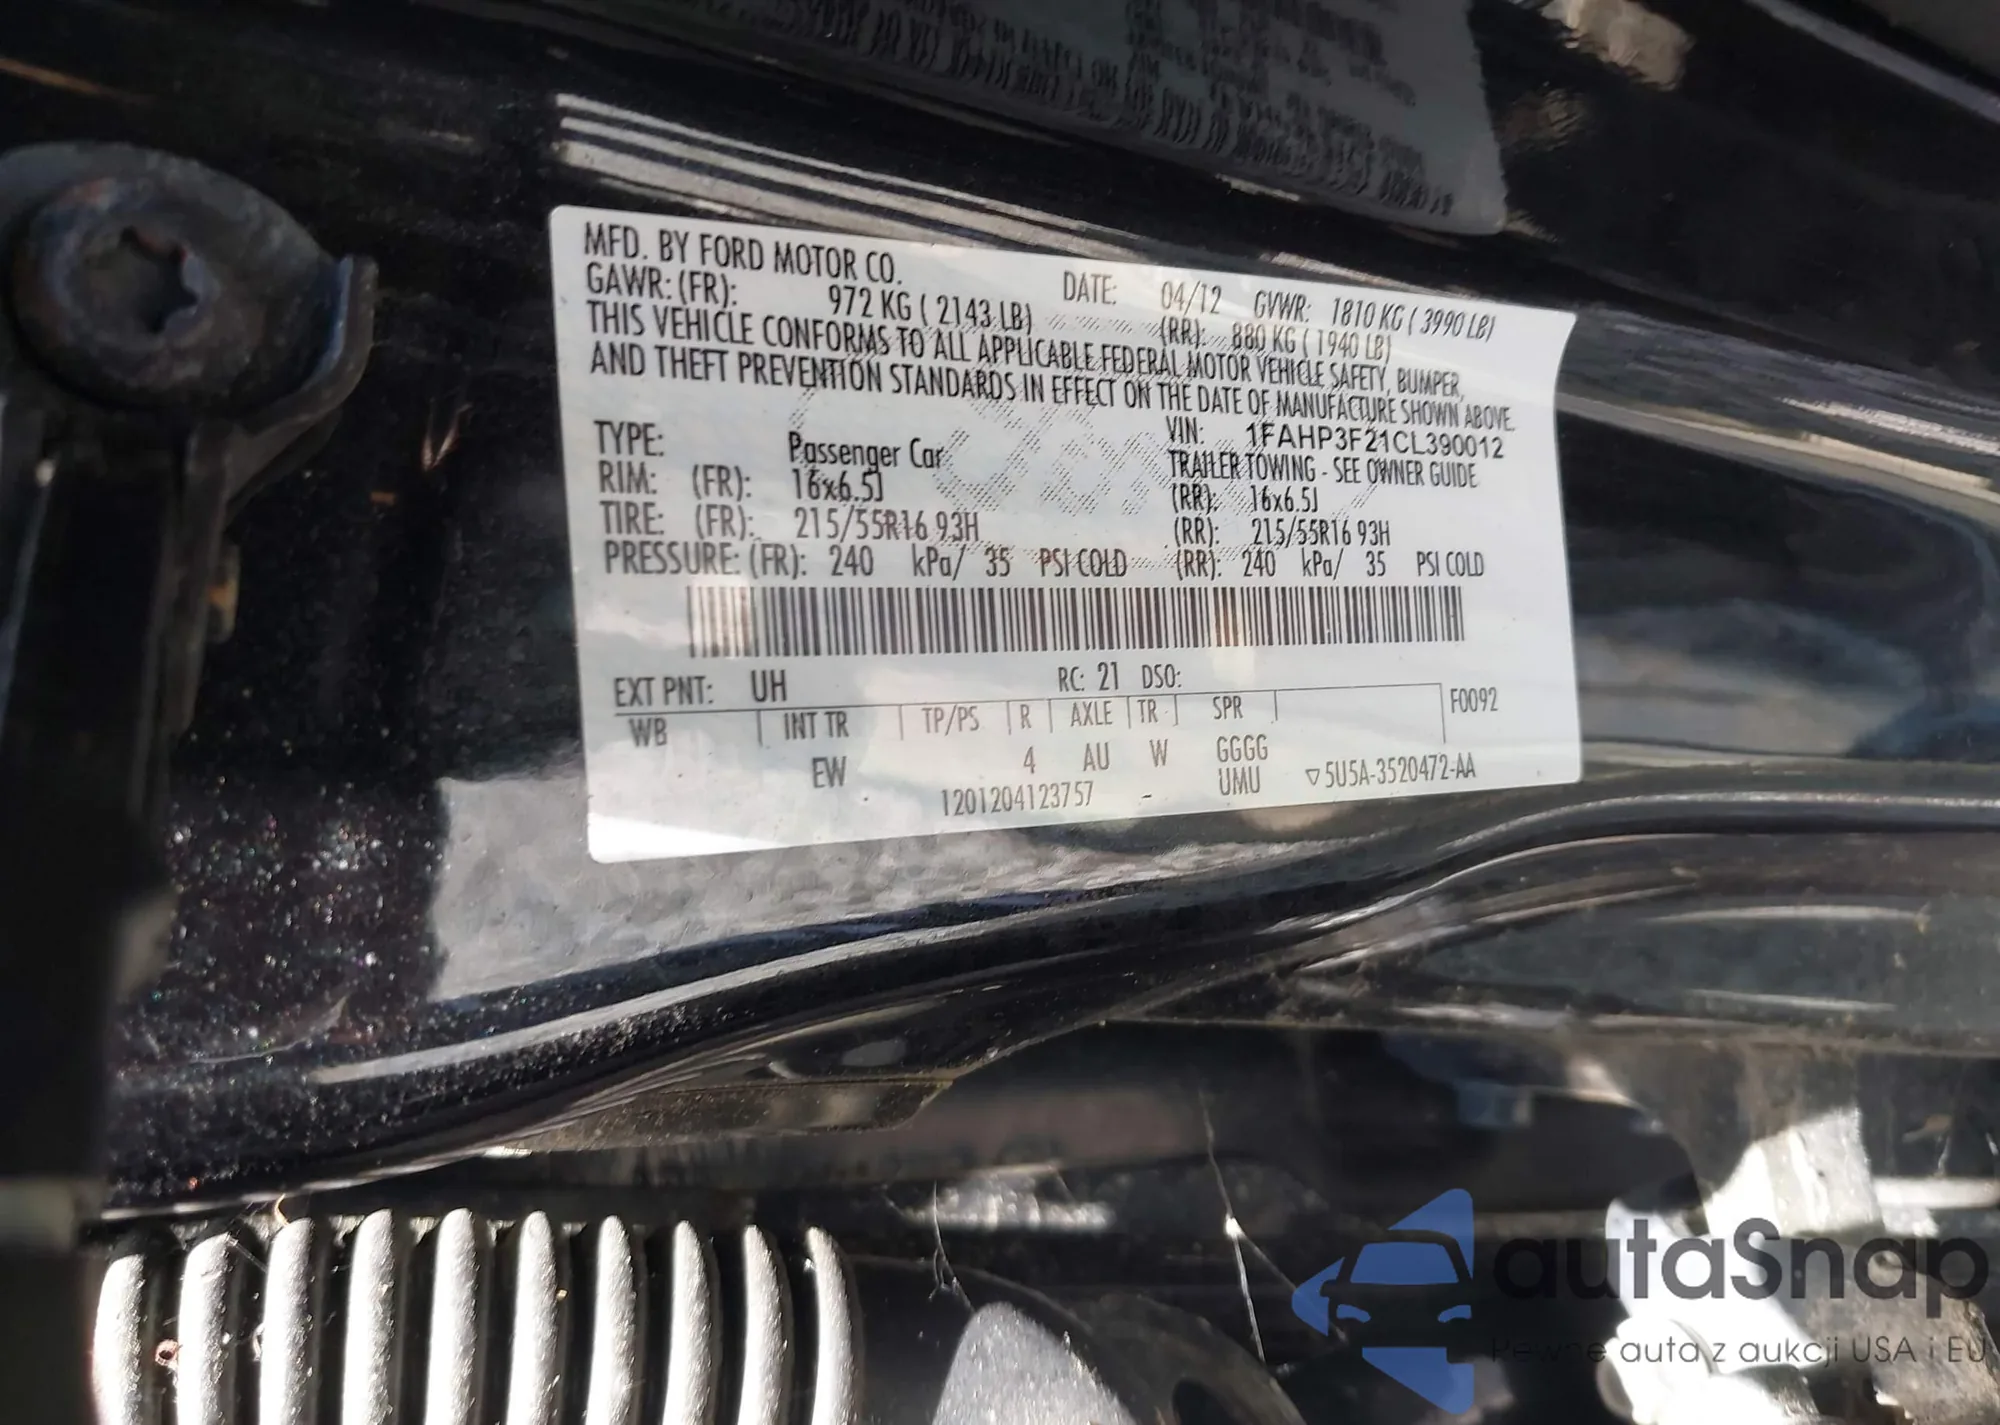 MFD. BY FORD MOTOR CO. DATE: 04/12 GVWR: 1810 KG ( 3990 LB)
GAWR: (FR): 972 KG ( 2143 LB) (RR): 880 KG ( 1940 LB)
THIS VEHICLE CONFORMS TO ALL APPLICABLE FEDERAL MOTOR VEHICLE SAFETY, BUMPER,
AND THEFT PREVENTION STANDARDS IN EFFECT ON THE DATE OF MANUFACTURE SHOWN ABOVE.
VIN: 1FAHP3F21CL390012
TYPE: Passenger Car TRAILER TOWING - SEE OWNER GUIDE
RIM: (FR): 16x6.5J (RR): 16x6.5J
TIRE: (FR): 215/55R16 93H (RR): 215/55R16 93H
PRESSURE: (FR): 240 kPa/ 35 PSI COLD (RR): 240 kPa/ 35 PSI COLD
EXT PNT: UH RC: 21 DSO:
WB INT TR TP/PS R AXLE TR SPR F0092
EW 4 AU W GGGG
1201204123757 - UMU ▽5U5A-3520472-AA
autaSnap
Pewne auta z aukcji USA i EU